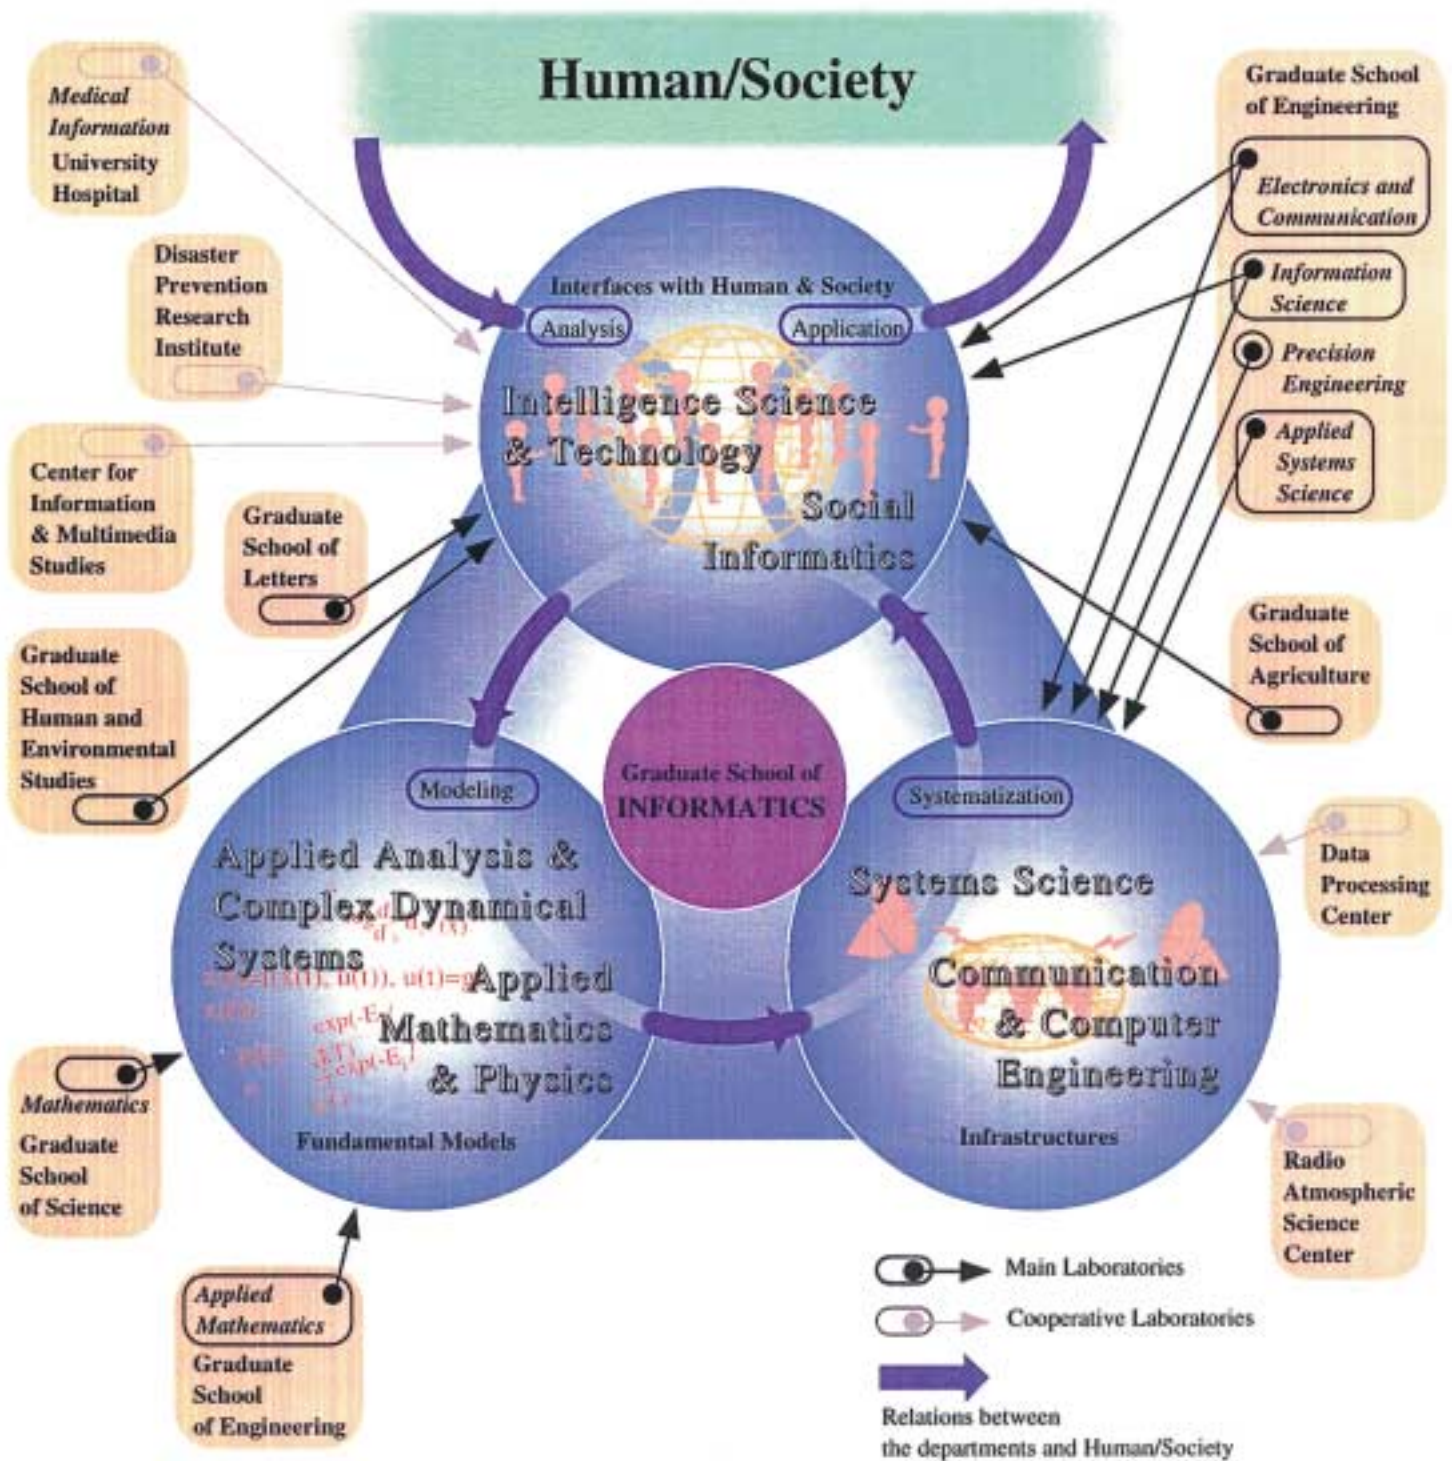 Human/Society
Medical
Information
University
Hospital
Disaster
Prevention
Research
Institute
Center for
Information
& Multimedia
Studies
Graduate
School of
Letters
Graduate
School of
Human and
Environmental
Studies
Graduate School
of Engineering
Electronics and
Communication
Information
Science
Precision
Engineering
Applied
Systems
Science
Graduate
School of
Agriculture
Interfaces with Human & Society
Analysis
Application
Intelligence Science
& Technology
Social
Informatics
Graduate School of
INFORMATICS
Modeling
Applied Analysis &
Complex Dynamical
Systems
Applied
Mathematics
& Physics
Fundamental Models
Systematization
Systems Science
Communication
& Computer
Engineering
Infrastructures
Data
Processing
Center
Radio
Atmospheric
Science
Center
Mathematics
Graduate
School
of Science
Applied
Mathematics
Graduate
School
of Engineering
Main Laboratories
Cooperative Laboratories
Relations between
the departments and Human/Society